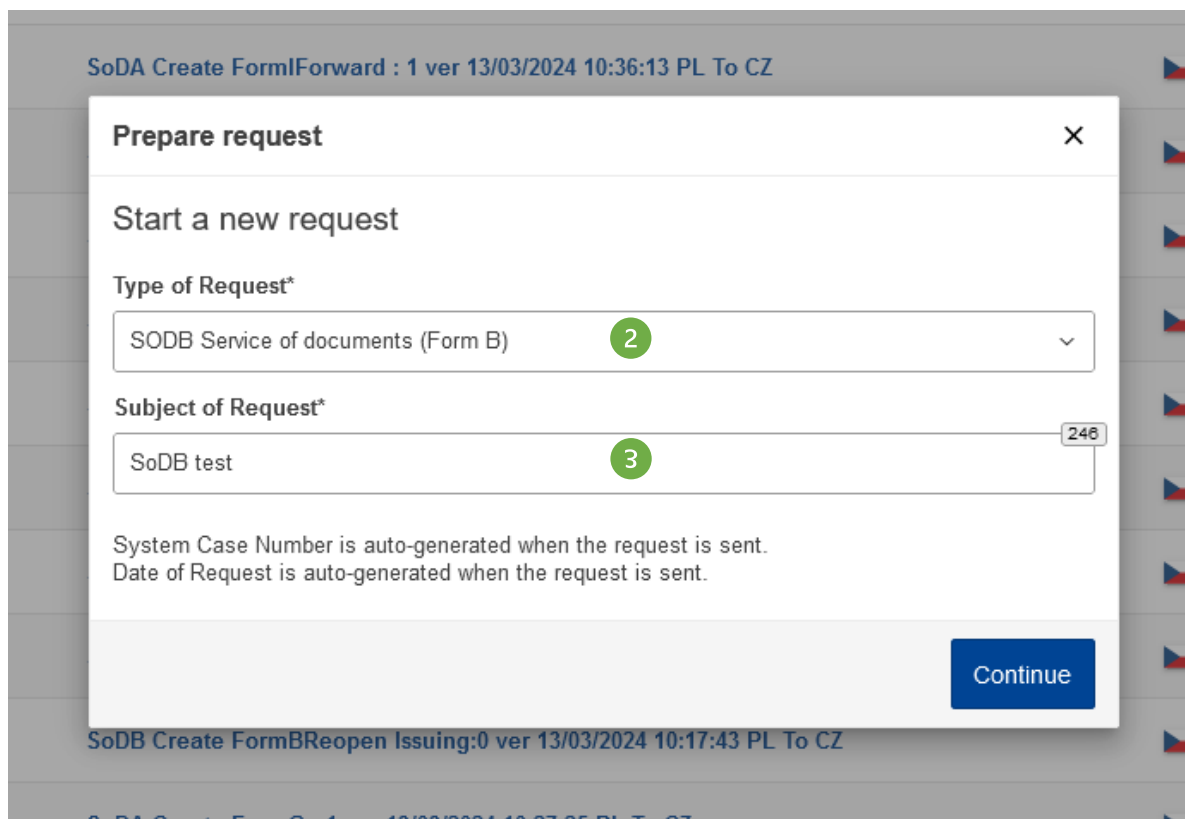 SoDA Create FormIForward : 1 ver 13/03/2024 10:36:13 PL To CZ
Prepare request
Start a new request
Type of Request*
SODB Service of documents (Form B)
2
Subject of Request*
246
SoDB test
3
System Case Number is auto-generated when the request is sent.
Date of Request is auto-generated when the request is sent.
Continue
SoDB Create FormBReopen Issuing:0 ver 13/03/2024 10:17:43 PL To CZ